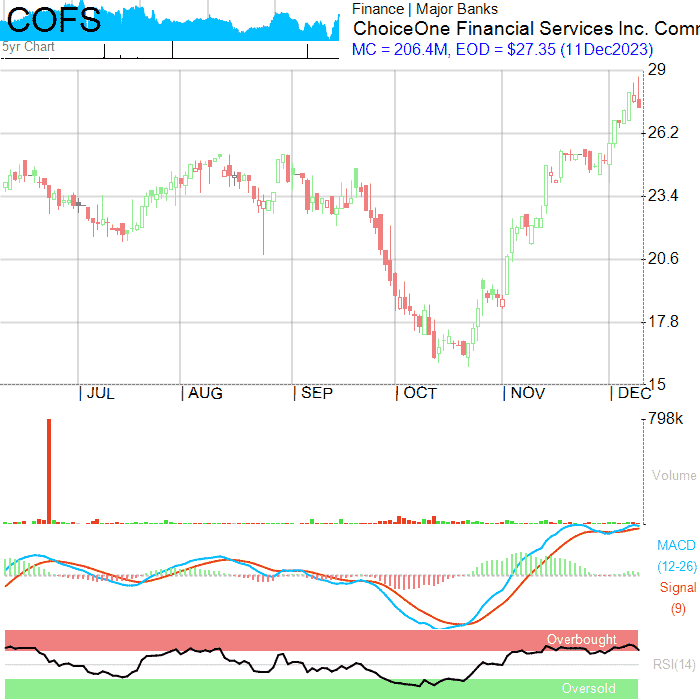 COFS
5yr Chart
Finance | Major Banks
ChoiceOne Financial Services Inc. Comm
MC = 206.4M, EOD = $27.35 (11Dec2023)
29
26.2
23.4
20.6
17.8
15
JUL AUG SEP OCT NOV DEC
798k
Volume
MACD
(12-26)
Signal
(9)
Overbought
RSI(14)
Oversold